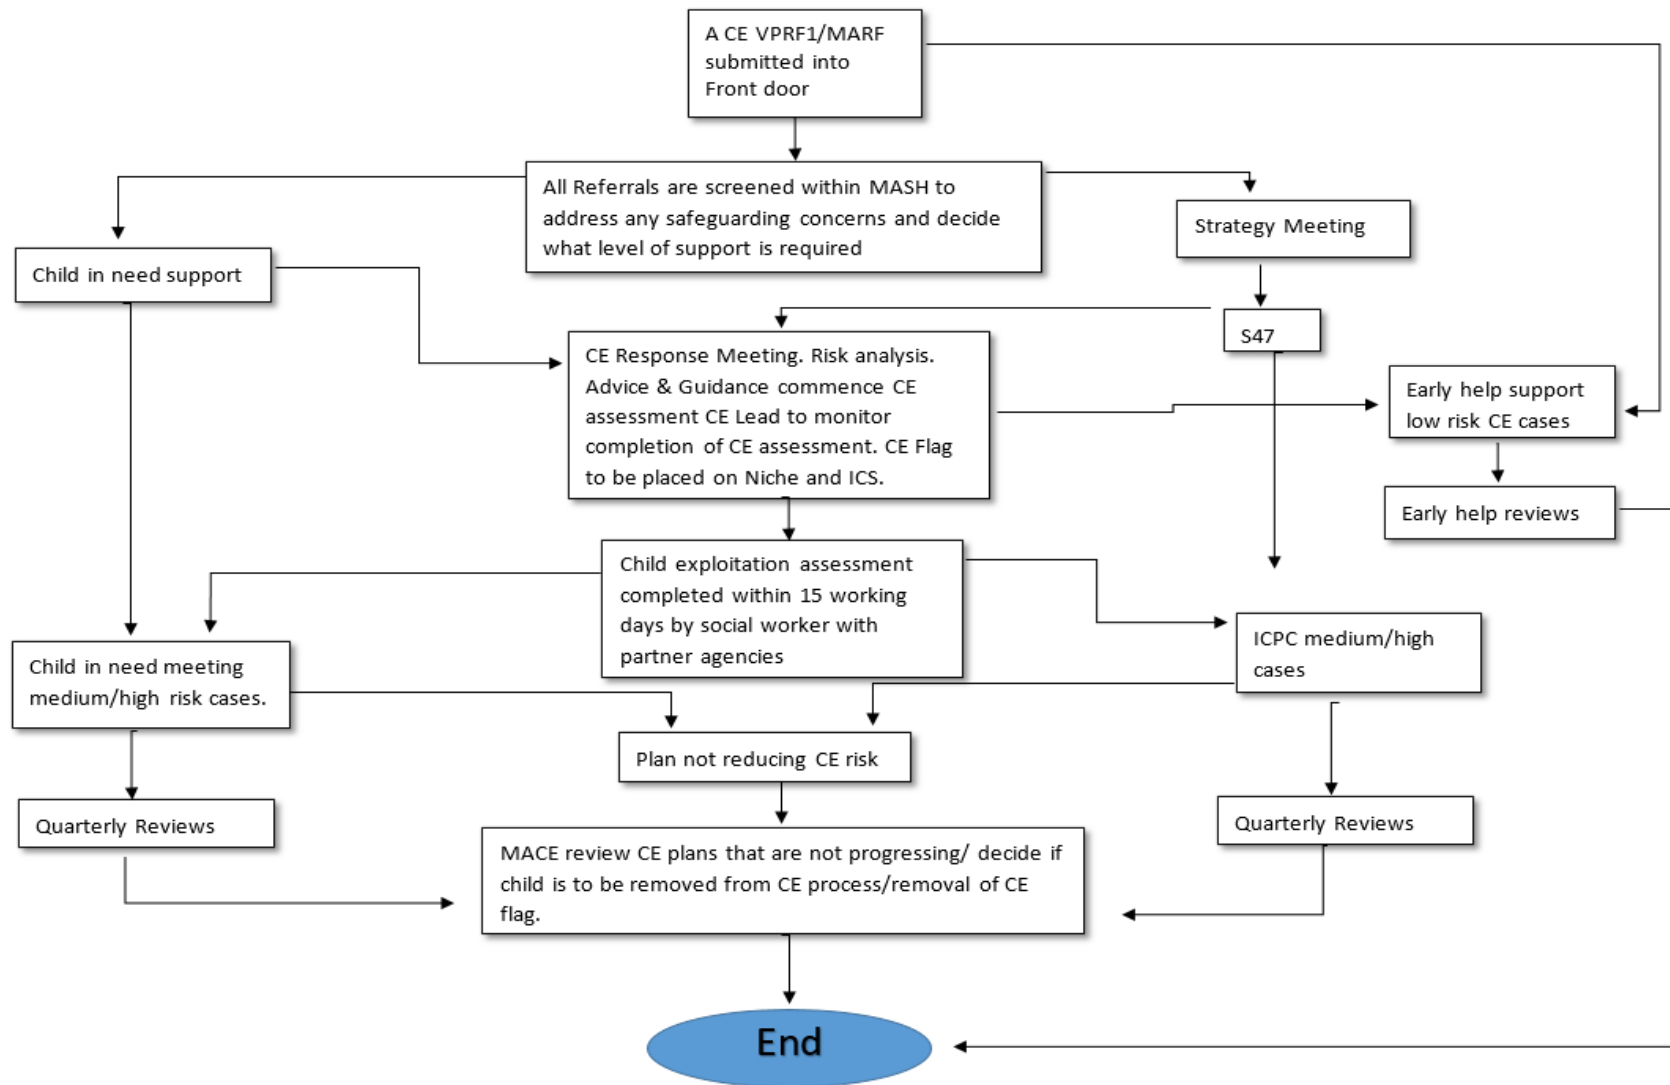 A CE VPRF1/MARF
submitted into
Front door
All Referrals are screened within MASH to
address any safeguarding concerns and decide
what level of support is required
Strategy Meeting
Child in need support
S47
CE Response Meeting. Risk analysis.
Advice & Guidance commence CE
assessment CE Lead to monitor
completion of CE assessment. CE Flag
to be placed on Niche and ICS.
Early help support
low risk CE cases
Early help reviews
Child exploitation assessment
completed within 15 working
days by social worker with
partner agencies
ICPC medium/high
cases
Child in need meeting
medium/high risk cases.
Plan not reducing CE risk
Quarterly Reviews
Quarterly Reviews
MACE review CE plans that are not progressing/ decide if
child is to be removed from CE process/removal of CE
flag.
End